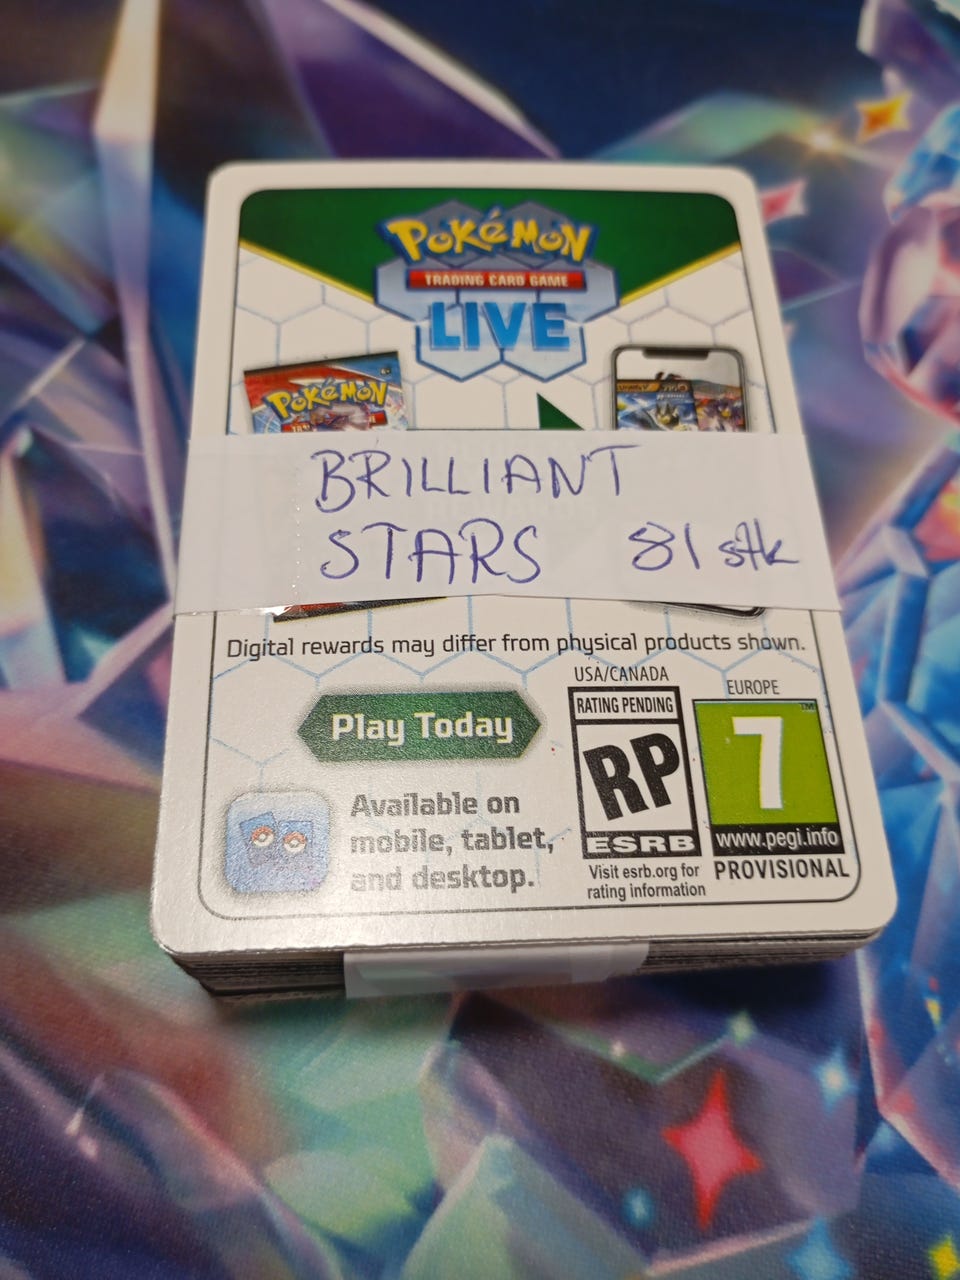 POKÉMON
TRADING CARD GAME
LIVE
POKÉMON
BRILLIANT
STARS 81 stk
Digital rewards may differ from physical products shown.
USA/CANADA
RATING PENDING
RP
ESRB
Visit esrb.org for
rating information
EUROPE
7
TM
www.pegi.info
PROVISIONAL
Play Today
Available on
mobile, tablet,
and desktop.